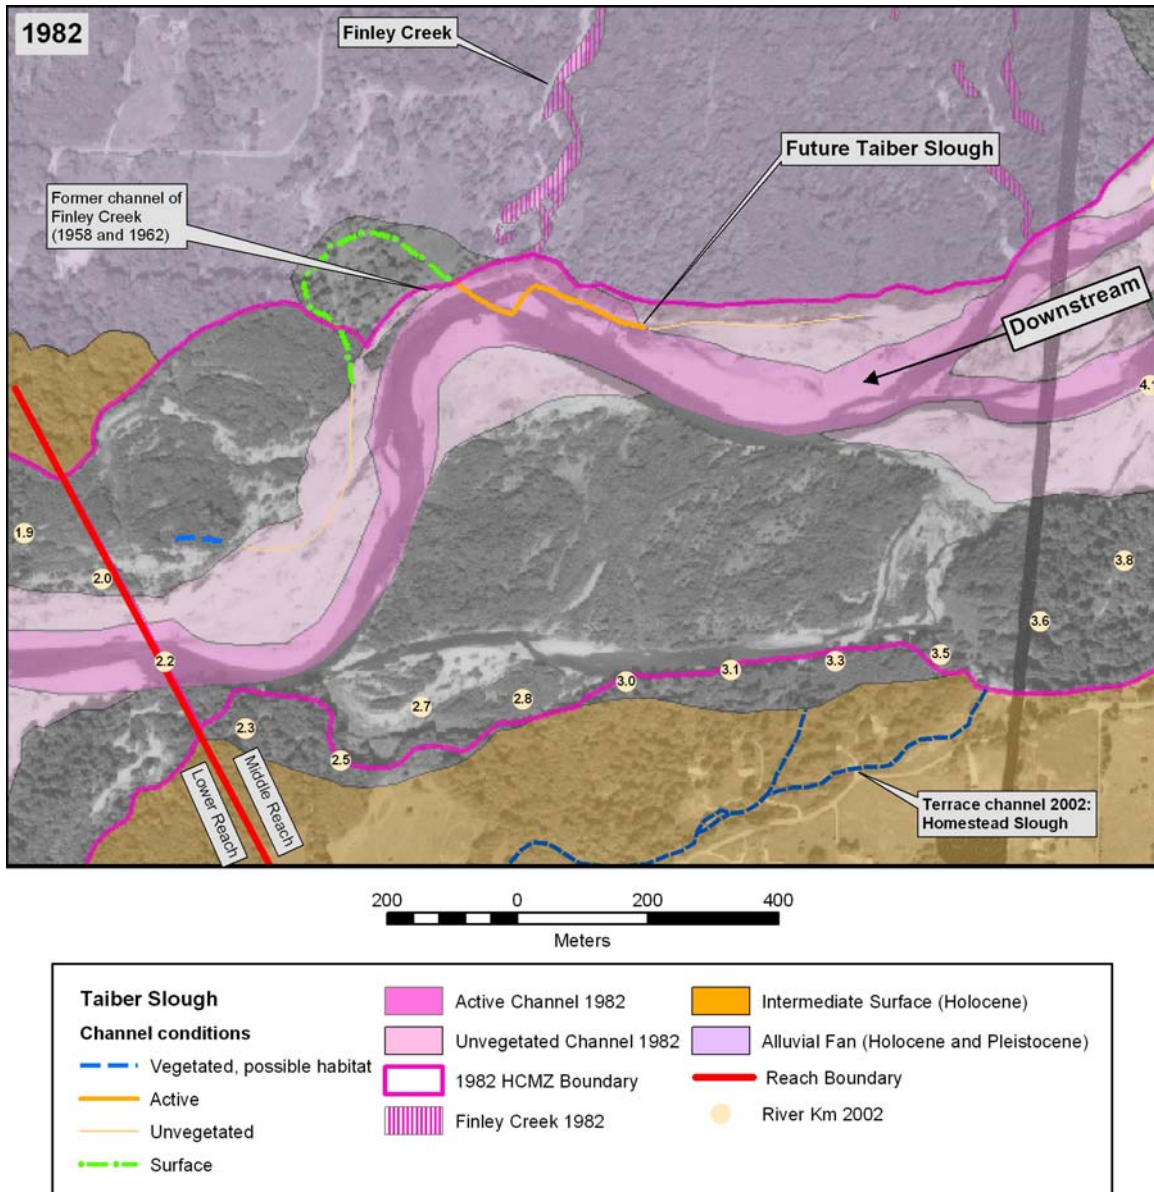 1982
Finley Creek
Future Taiber Slough
Former channel of
Finley Creek
(1958 and 1962)
Downstream
4.1
1.9
2.0
3.8
3.6
2.2
3.5
3.3
3.1
3.0
2.8
2.7
2.3
2.5
Lower Reach
Middle Reach
Terrace channel 2002:
Homestead Slough
200 0 200 400
Meters
Taiber Slough
Channel conditions
Vegetated, possible habitat
Active
Unvegetated
Surface
Active Channel 1982
Unvegetated Channel 1982
1982 HCMZ Boundary
Finley Creek 1982
Intermediate Surface (Holocene)
Alluvial Fan (Holocene and Pleistocene)
Reach Boundary
River Km 2002